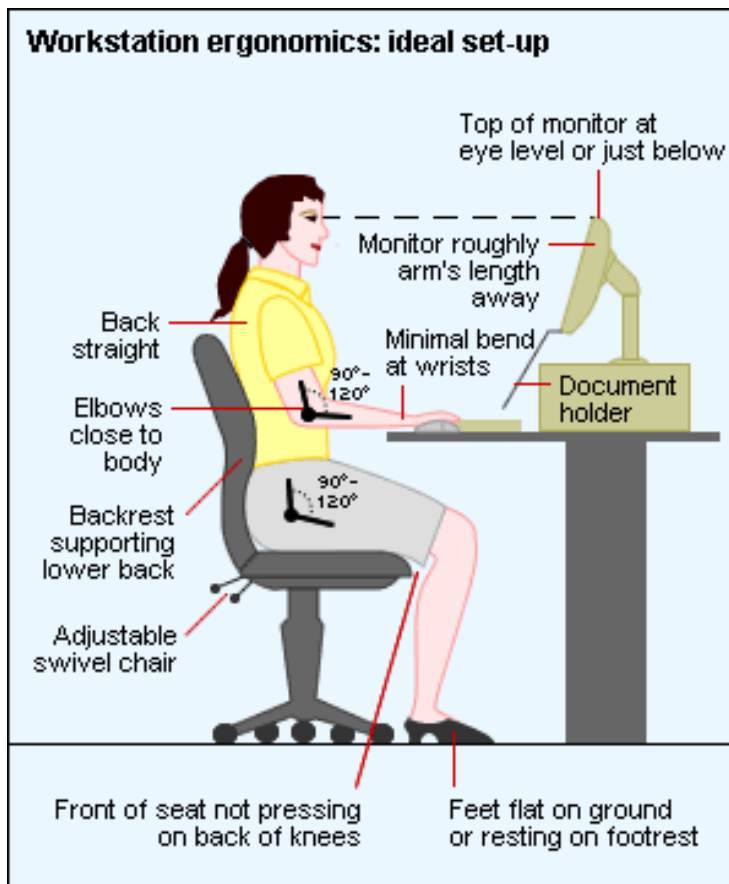 Workstation ergonomics: ideal set-up
Top of monitor at
eye level or just below
Monitor roughly
arm's length
away
Back
straight
Minimal bend
at wrists
90°-
120°
Document
holder
Elbows
close to
body
90°-
120°
Backrest
supporting
lower back
Adjustable
swivel chair
Front of seat not pressing
on back of knees
Feet flat on ground
or resting on footrest